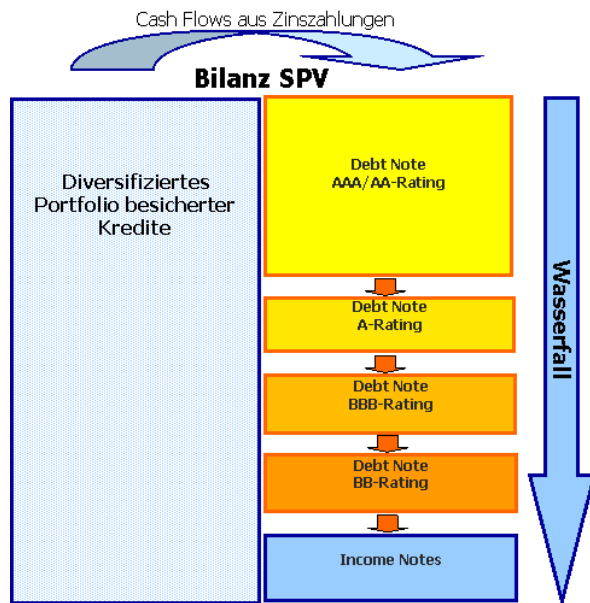 Cash Flows aus Zinszahlungen
Bilanz SPV
Diversifiziertes
Portfolio besicherter
Kredite
Debt Note
AAA/AA-Rating
Debt Note
A-Rating
Debt Note
BBB-Rating
Debt Note
BB-Rating
Income Notes
Wasserfall